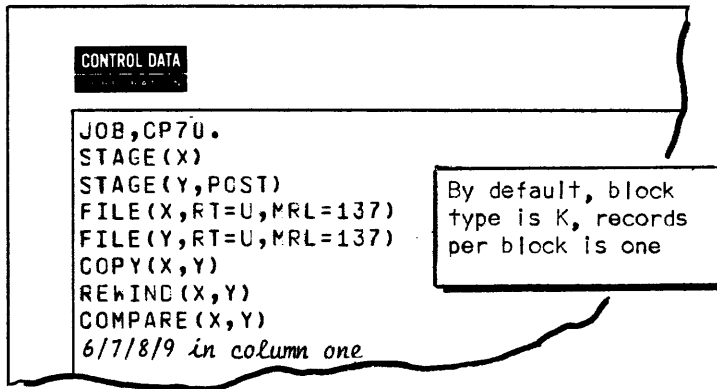 CONTROL DATA
JOB,CP70.
STAGE(X)
STAGE(Y,POST)
FILE(X,RT=U,MRL=137)
FILE(Y,RT=U,MRL=137)
COPY(X,Y)
REWIND(X,Y)
COMPARE(X,Y)
6/7/8/9 in column one
By default, block
type is K, records
per block is one